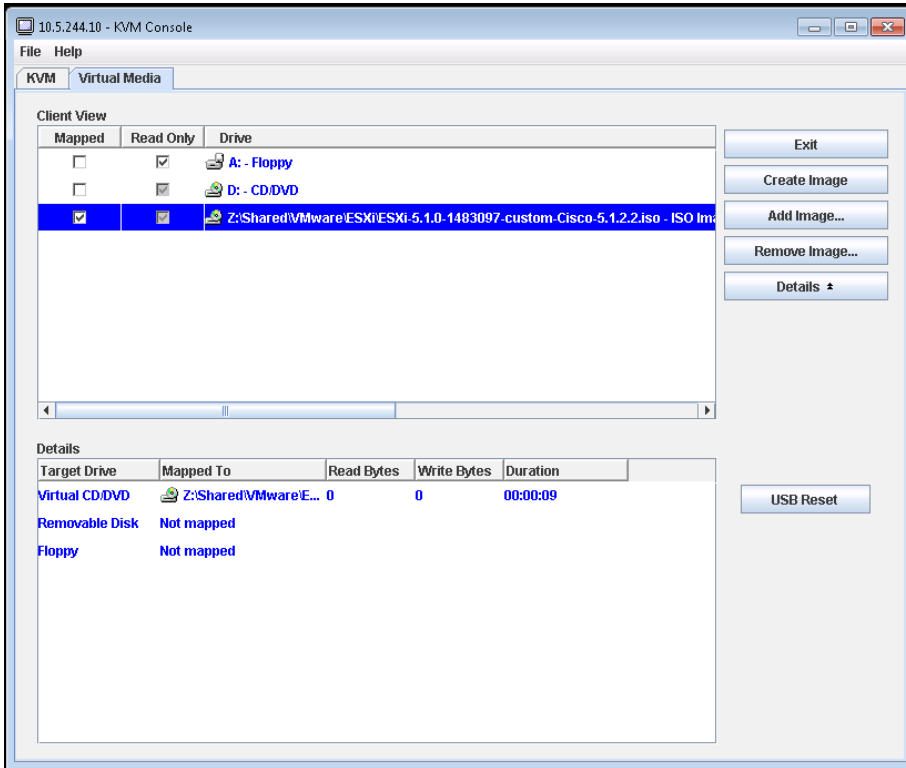 10.5.244.10 - KVM Console
File Help
KVM Virtual Media
Client View
Mapped Read Only Drive
A: - Floppy
D: - CD/DVD
Z:\Shared\VMware\ESXi\ESXi-5.1.0-1483097-custom-Cisco-5.1.2.2.iso - ISO Ima
Exit
Create Image
Add Image...
Remove Image...
Details
Details
Target Drive Mapped To Read Bytes Write Bytes Duration
Virtual CD/DVD Z:\Shared\VMware\E... 0 0 00:00:09
Removable Disk Not mapped
Floppy Not mapped
USB Reset